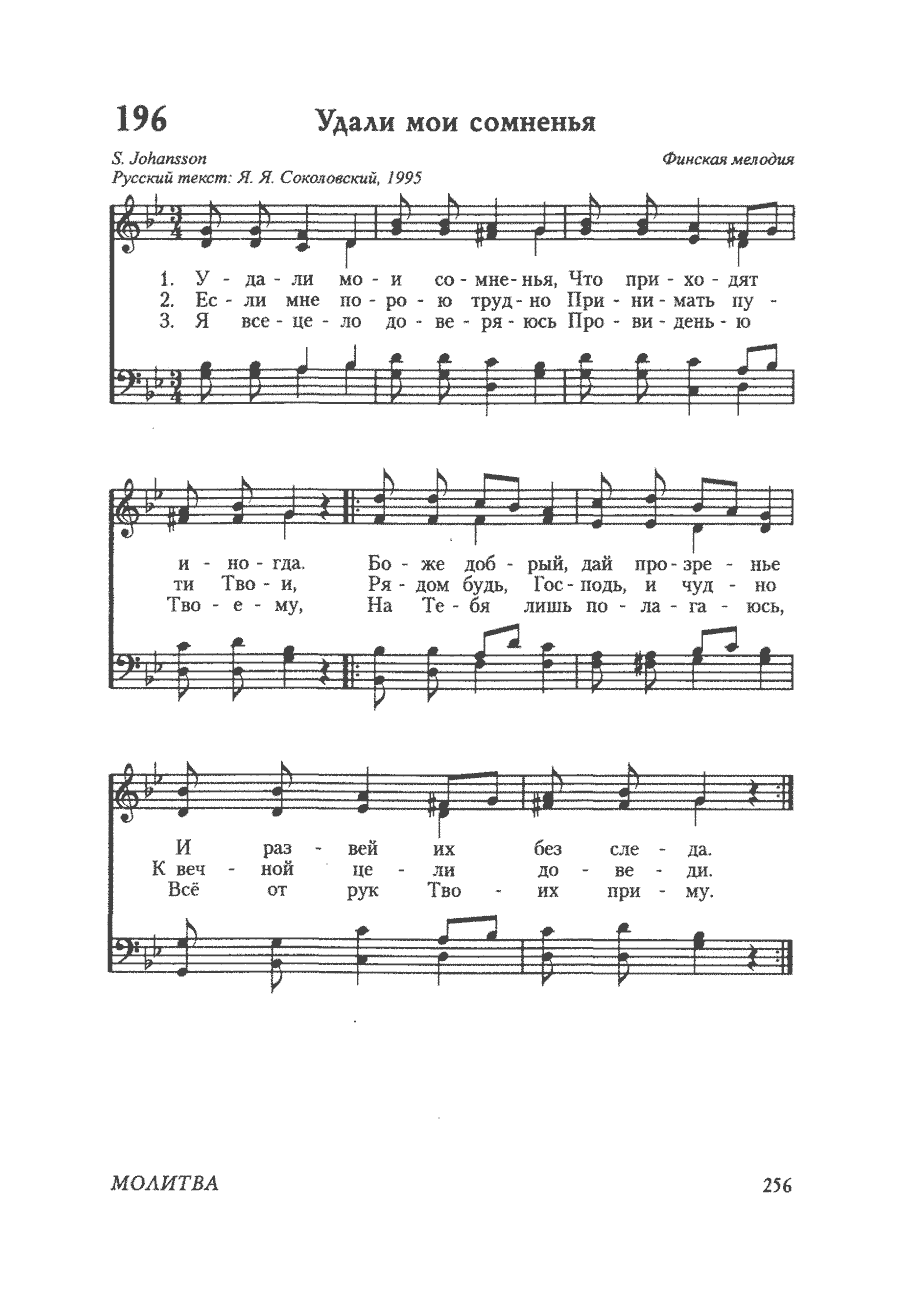 196
Удали мои сомненья
S. Johansson
Финская мелодия
Русский текст: Я. Я. Соколовский, 1995
1. У - да - ли мо - и со - мне - нья, Что при - хо - дят
2. Ес - ли мне по - ро - ю труд - но При - ни - мать пу -
3. Я все - це - ло до - ве - ря - юсь Про - ви - день - ю
и - но - гда. Бо - же доб - рый, дай про - зре - нье
ти Тво - и, Ря - дом будь, Гос -подь, и чуд - но
Тво - е - му, На Те - бя лишь по - ла - га - юсь,
И раз - вей их без сле - да.
К веч - ной це - ли до - ве - ди.
Всё от рук Тво - их при - му.
МОЛИТВА
256